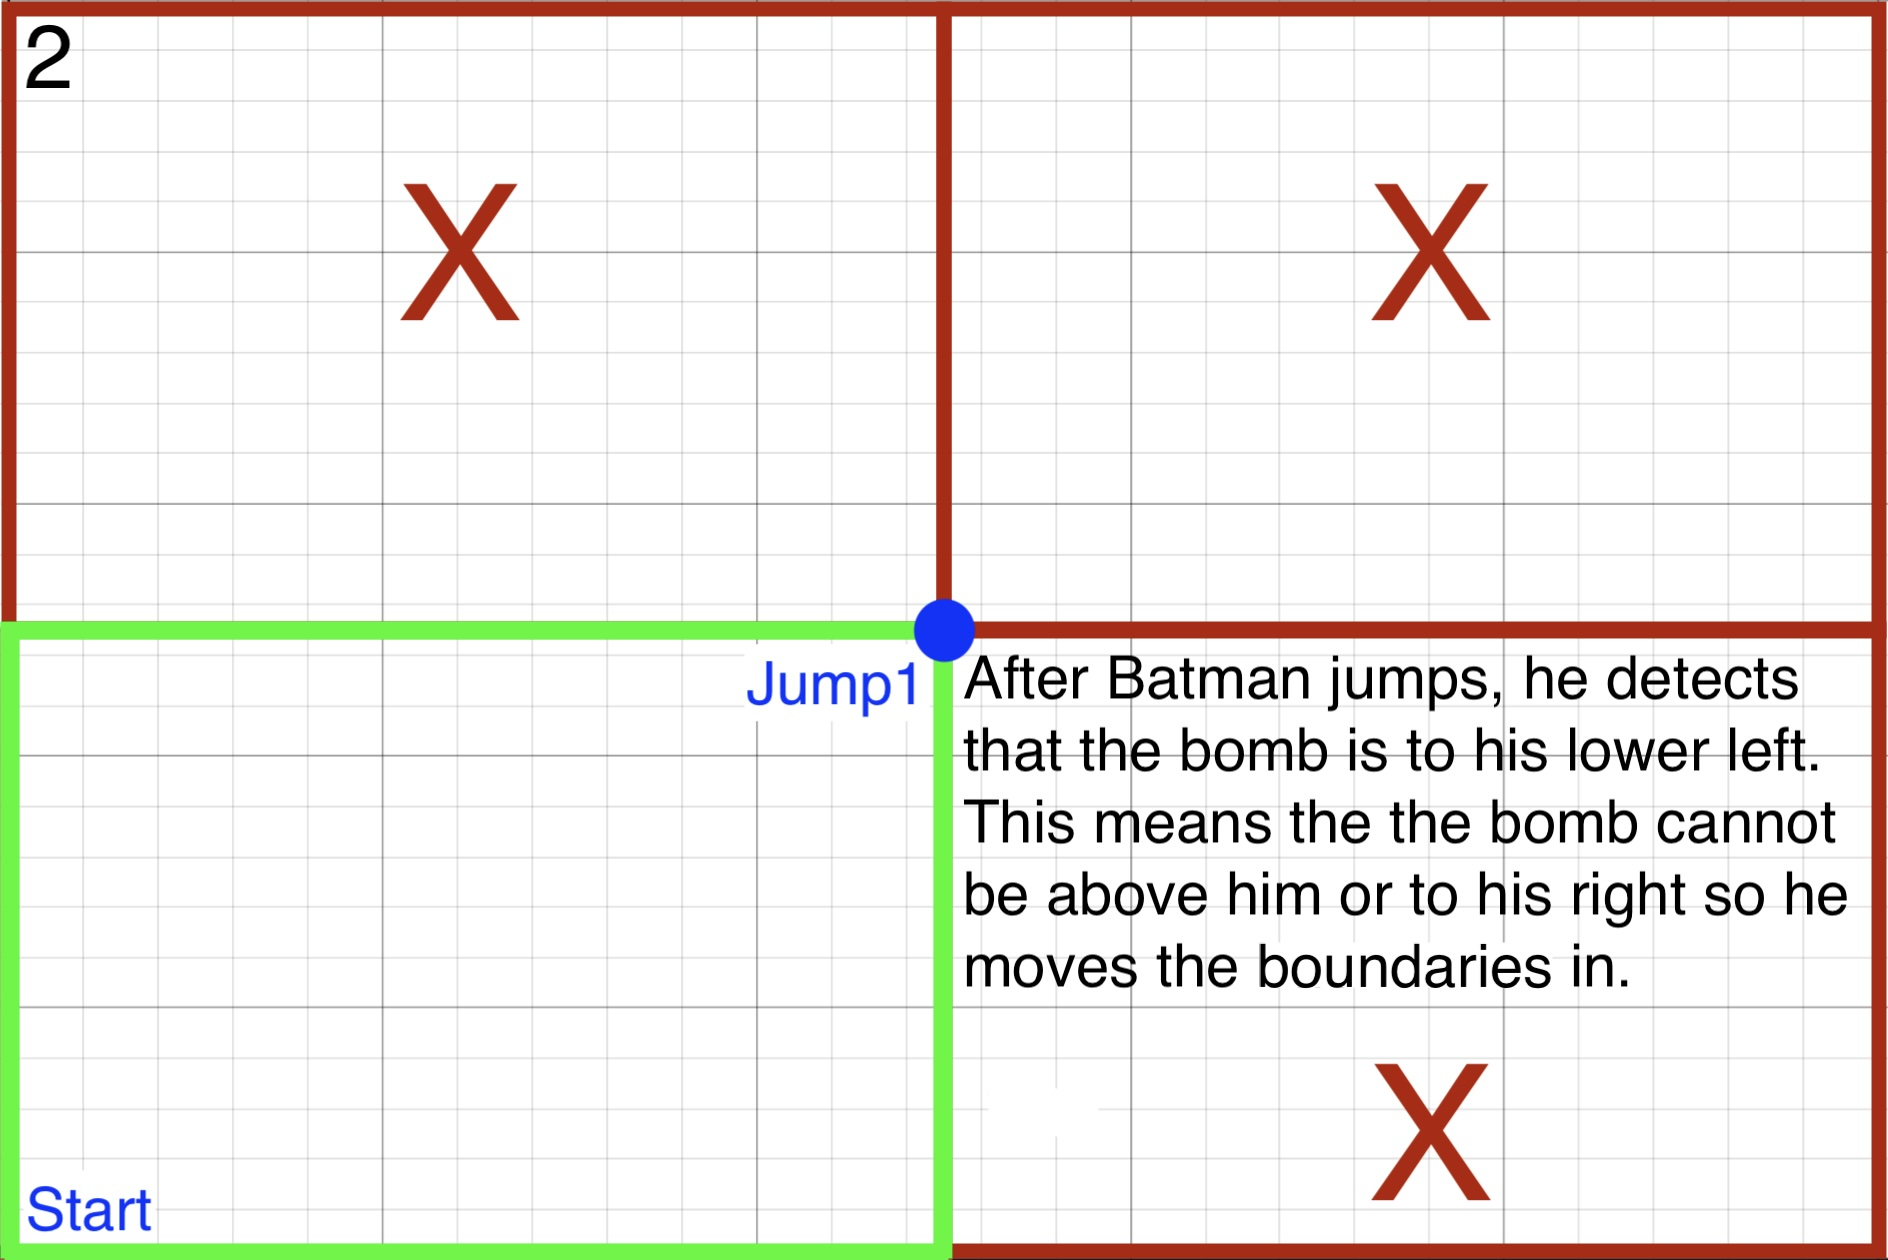 2
Jump1
After Batman jumps, he detects
that the bomb is to his lower left.
This means the the bomb cannot
be above him or to his right so he
moves the boundaries in.
Start